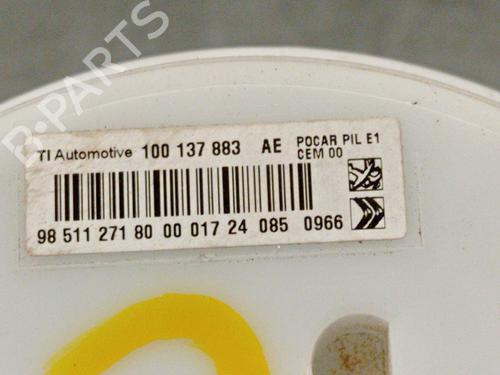 B-PARTS
TI Automotive 100 137 883 AE POCAR PIL E1
CEM 00
98 511 271 80 00 017 24 085 0966